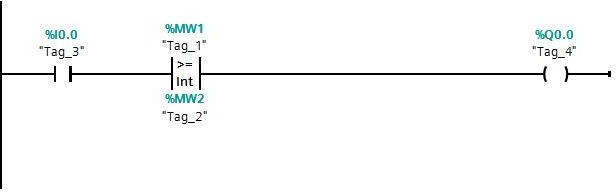 %I0.0
"Tag_3"
%MW1
"Tag_1"
>=
Int
%MW2
"Tag_2"
%Q0.0
"Tag_4"